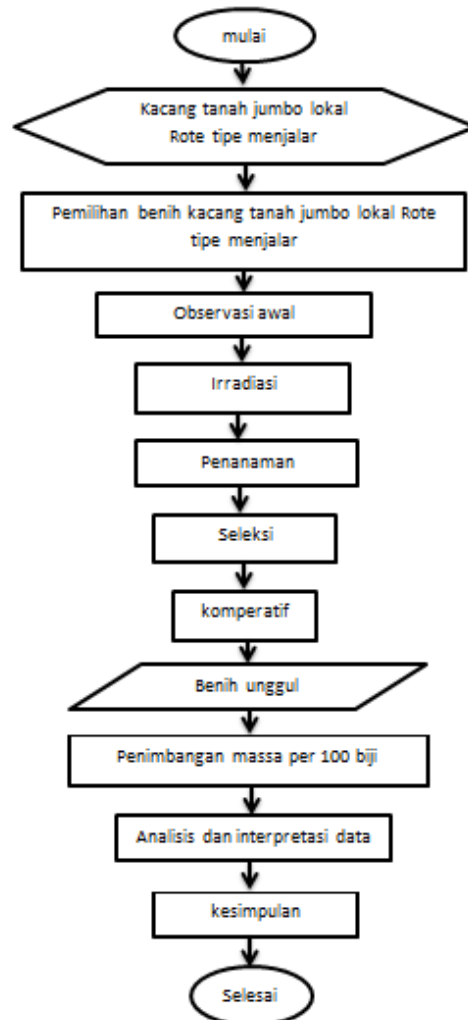 mulai
Kacang tanah jumbo lokal
Rote tipe menjalar
Pemilihan benih kacang tanah jumbo lokal Rote
tipe menjalar
Observasi awal
Irradiasi
Penanaman
Seleksi
komperatif
Benih unggul
Penimbangan massa per 100 biji
Analisis dan interpretasi data
kesimpulan
Selesai